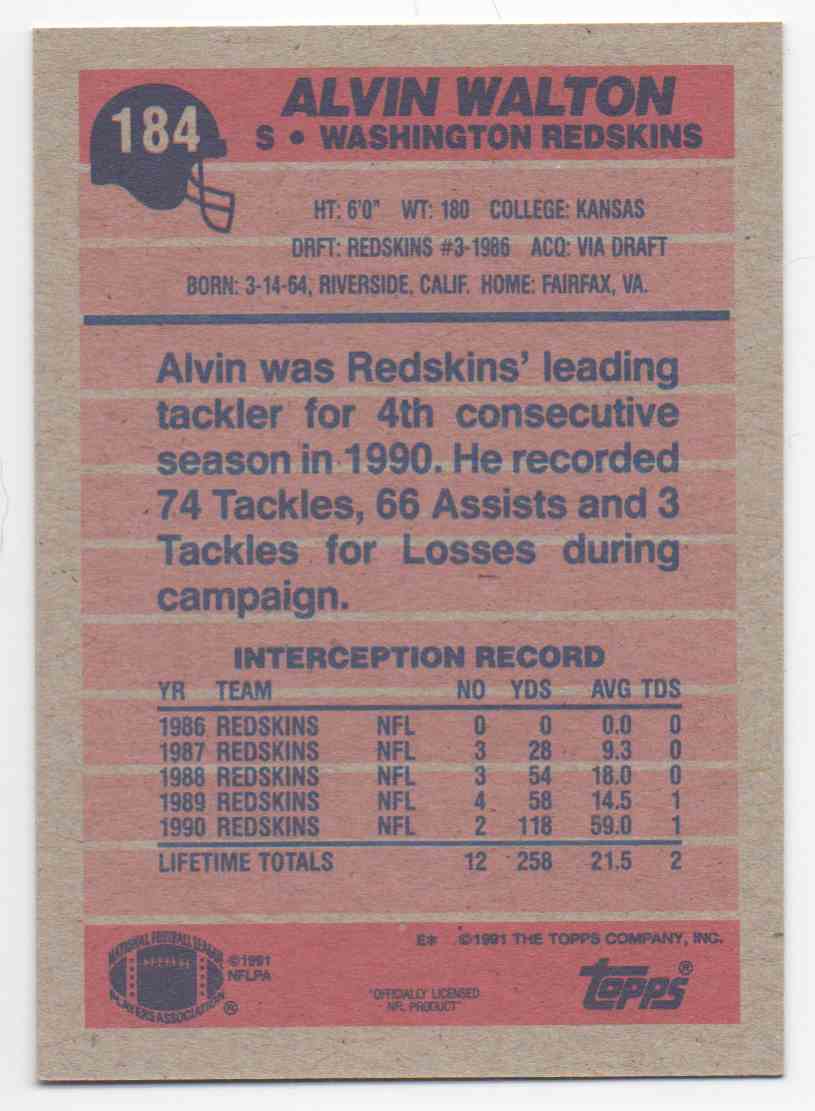 184
ALVIN WALTON
S • WASHINGTON REDSKINS
HT: 6'0" WT: 180 COLLEGE: KANSAS
DRFT: REDSKINS #3-1986 ACQ: VIA DRAFT
BORN: 3-14-64, RIVERSIDE, CALIF. HOME: FAIRFAX, VA.
Alvin was Redskins' leading
tackler for 4th consecutive
season in 1990. He recorded
74 Tackles, 66 Assists and 3
Tackles for Losses during
campaign.
INTERCEPTION RECORD
YR TEAM NO YDS AVG TDS
1986 REDSKINS NFL 0 0 0.0 0
1987 REDSKINS NFL 3 28 9.3 0
1988 REDSKINS NFL 3 54 18.0 0
1989 REDSKINS NFL 4 58 14.5 1
1990 REDSKINS NFL 2 118 59.0 1
LIFETIME TOTALS 12 258 21.5 2
E* ©1991 THE TOPPS COMPANY, INC.
NATIONAL FOOTBALL LEAGUE
PLAYERS ASSOCIATION ®
©1991
NFLPA
"OFFICIALLY LICENSED
NFL PRODUCT"
topps®